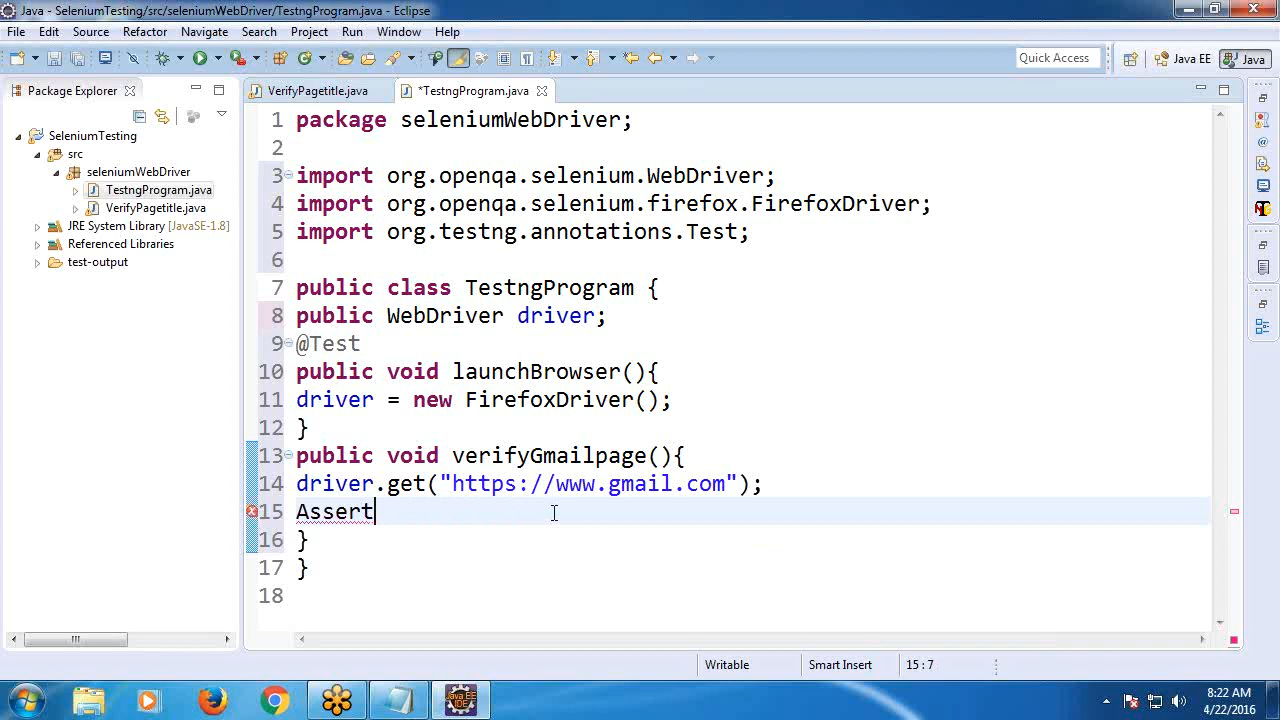 Java - SeleniumTesting/src/seleniumWebDriver/TestngProgram.java - Eclipse
File Edit Source Refactor Navigate Search Project Run Window Help
Quick Access Java EE Java
Package Explorer
SeleniumTesting
src
seleniumWebDriver
TestngProgram.java
VerifyPagetitle.java
JRE System Library [JavaSE-1.8]
Referenced Libraries
test-output
VerifyPagetitle.java *TestngProgram.java
1 package seleniumWebDriver;
2
3 import org.openqa.selenium.WebDriver;
4 import org.openqa.selenium.firefox.FirefoxDriver;
5 import org.testng.annotations.Test;
6
7 public class TestngProgram {
8 public WebDriver driver;
9 @Test
10 public void launchBrowser(){
11 driver = new FirefoxDriver();
12 }
13 public void verifyGmailpage(){
14 driver.get("https://www.gmail.com");
15 Assert
16 }
17 }
18
Writable Smart Insert 15 : 7
Java EE
IDE
8:22 AM
4/22/2016